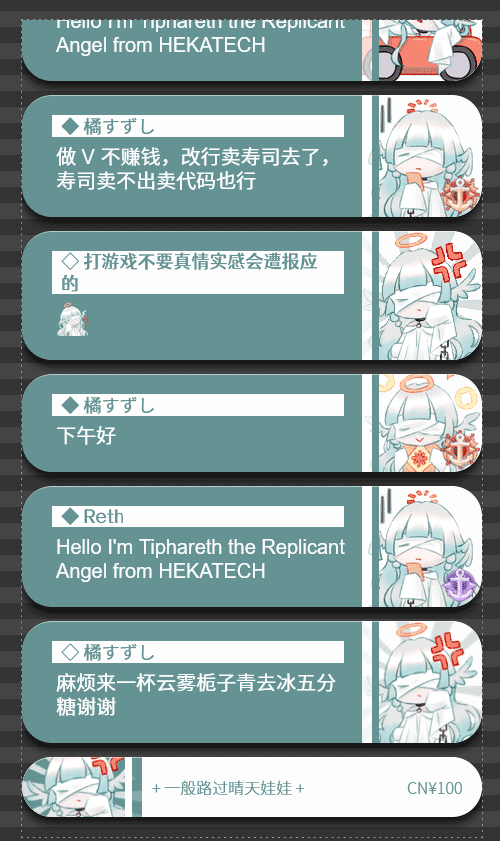 Hello I'm Tiphareth the Replicant
Angel from HEKATECH
◆ 橘すずし
做 V 不赚钱，改行卖寿司去了，
寿司卖不出卖代码也行
◇ 打游戏不要真情实感会遭报应
的
◆ 橘すずし
下午好
◆ Reth
Hello I'm Tiphareth the Replicant
Angel from HEKATECH
◇ 橘すずし
麻烦来一杯云雾栀子青去冰五分
糖谢谢
+ 一般路过晴天娃娃 + CN¥100